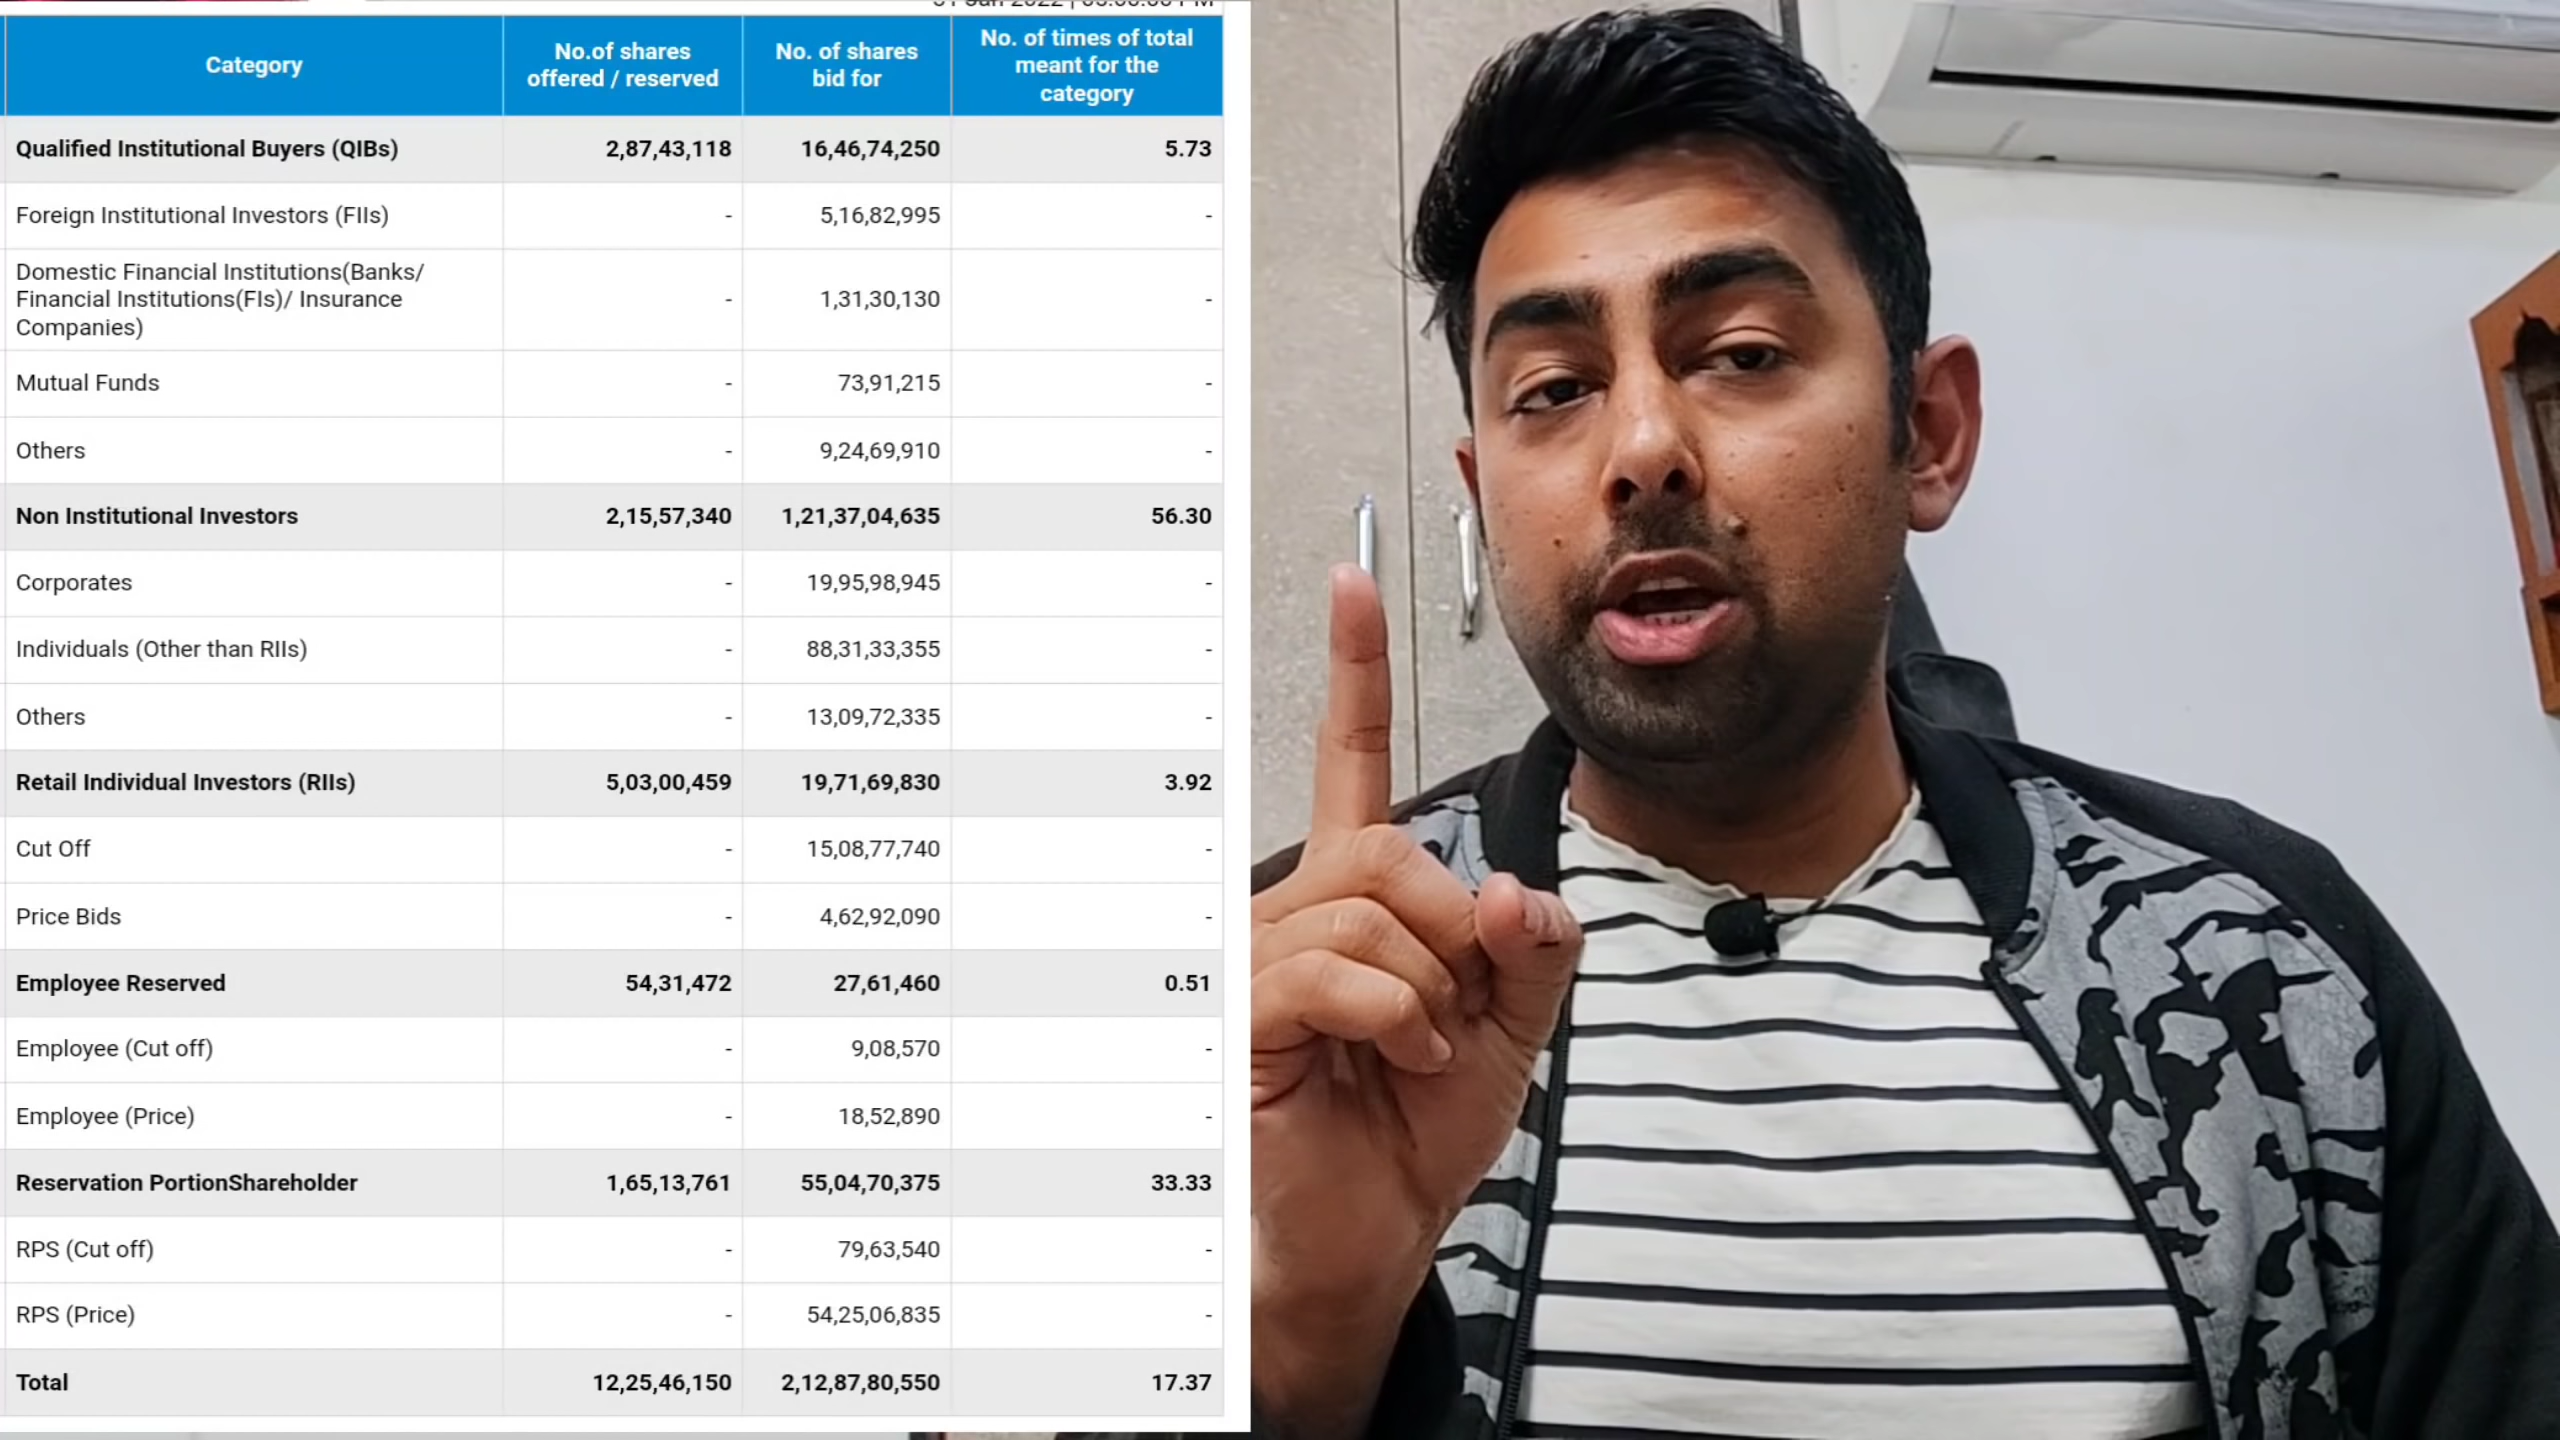 31 Jan 2022 | 05:00:00 PM
Category
No.of shares
offered / reserved
No. of shares
bid for
No. of times of total
meant for the
category
Qualified Institutional Buyers (QIBs) 2,87,43,118 16,46,74,250 5.73
Foreign Institutional Investors (FIIs) - 5,16,82,995 -
Domestic Financial Institutions(Banks/
Financial Institutions(FIs)/ Insurance - 1,31,30,130 -
Companies)
Mutual Funds - 73,91,215 -
Others - 9,24,69,910 -
Non Institutional Investors 2,15,57,340 1,21,37,04,635 56.30
Corporates - 19,95,98,945 -
Individuals (Other than RIIs) - 88,31,33,355 -
Others - 13,09,72,335 -
Retail Individual Investors (RIIs) 5,03,00,459 19,71,69,830 3.92
Cut Off - 15,08,77,740 -
Price Bids - 4,62,92,090 -
Employee Reserved 54,31,472 27,61,460 0.51
Employee (Cut off) - 9,08,570 -
Employee (Price) - 18,52,890 -
Reservation PortionShareholder 1,65,13,761 55,04,70,375 33.33
RPS (Cut off) - 79,63,540 -
RPS (Price) - 54,25,06,835 -
Total 12,25,46,150 2,12,87,80,550 17.37